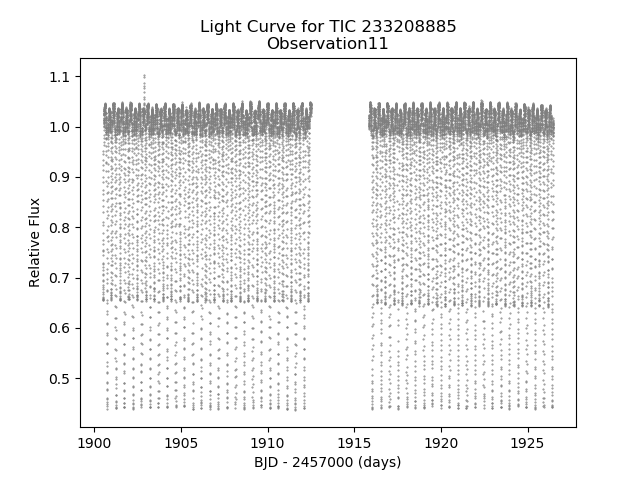 Light Curve for TIC 233208885
Observation11
Relative Flux
1.1
1.0
0.9
0.8
0.7
0.6
0.5
1900 1905 1910 1915 1920 1925
BJD - 2457000 (days)